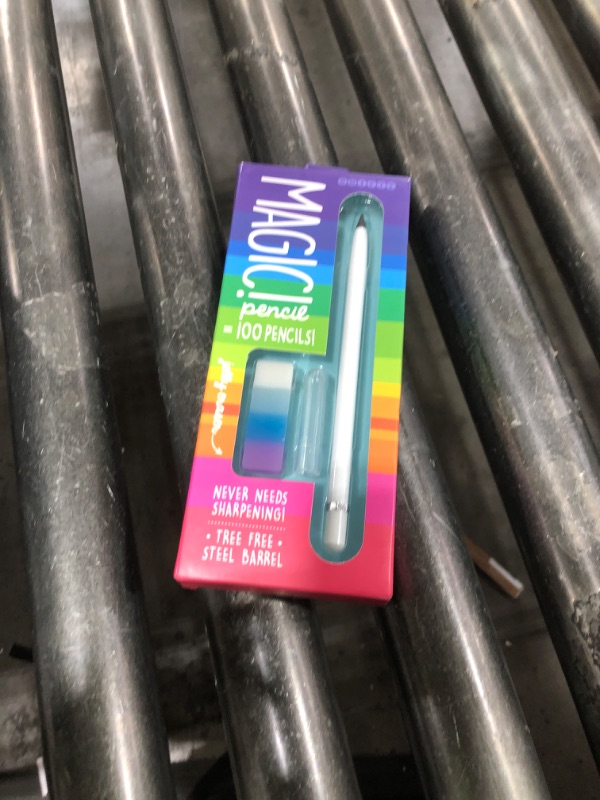 MAGIC!
pencil
= 100 PENCILS!
NEVER NEEDS
SHARPENING!
• TREE FREE •
STEEL BARREL